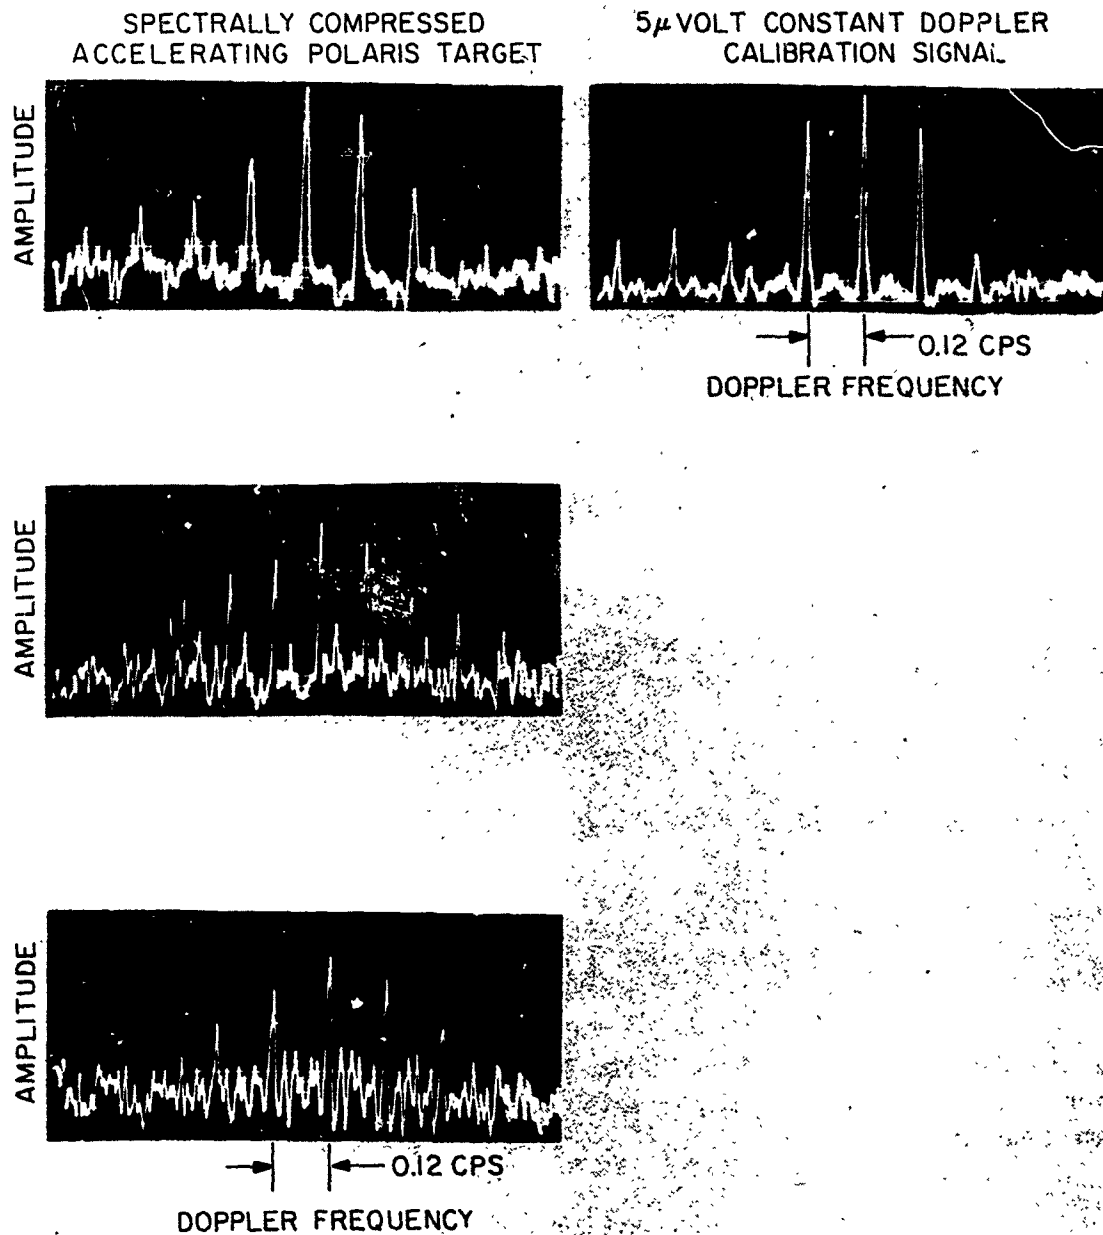 SPECTRALLY COMPRESSED
ACCELERATING POLARIS TARGET
5μ VOLT CONSTANT DOPPLER
CALIBRATION SIGNAL
AMPLITUDE
0.12 CPS
DOPPLER FREQUENCY
AMPLITUDE
AMPLITUDE
0.12 CPS
DOPPLER FREQUENCY